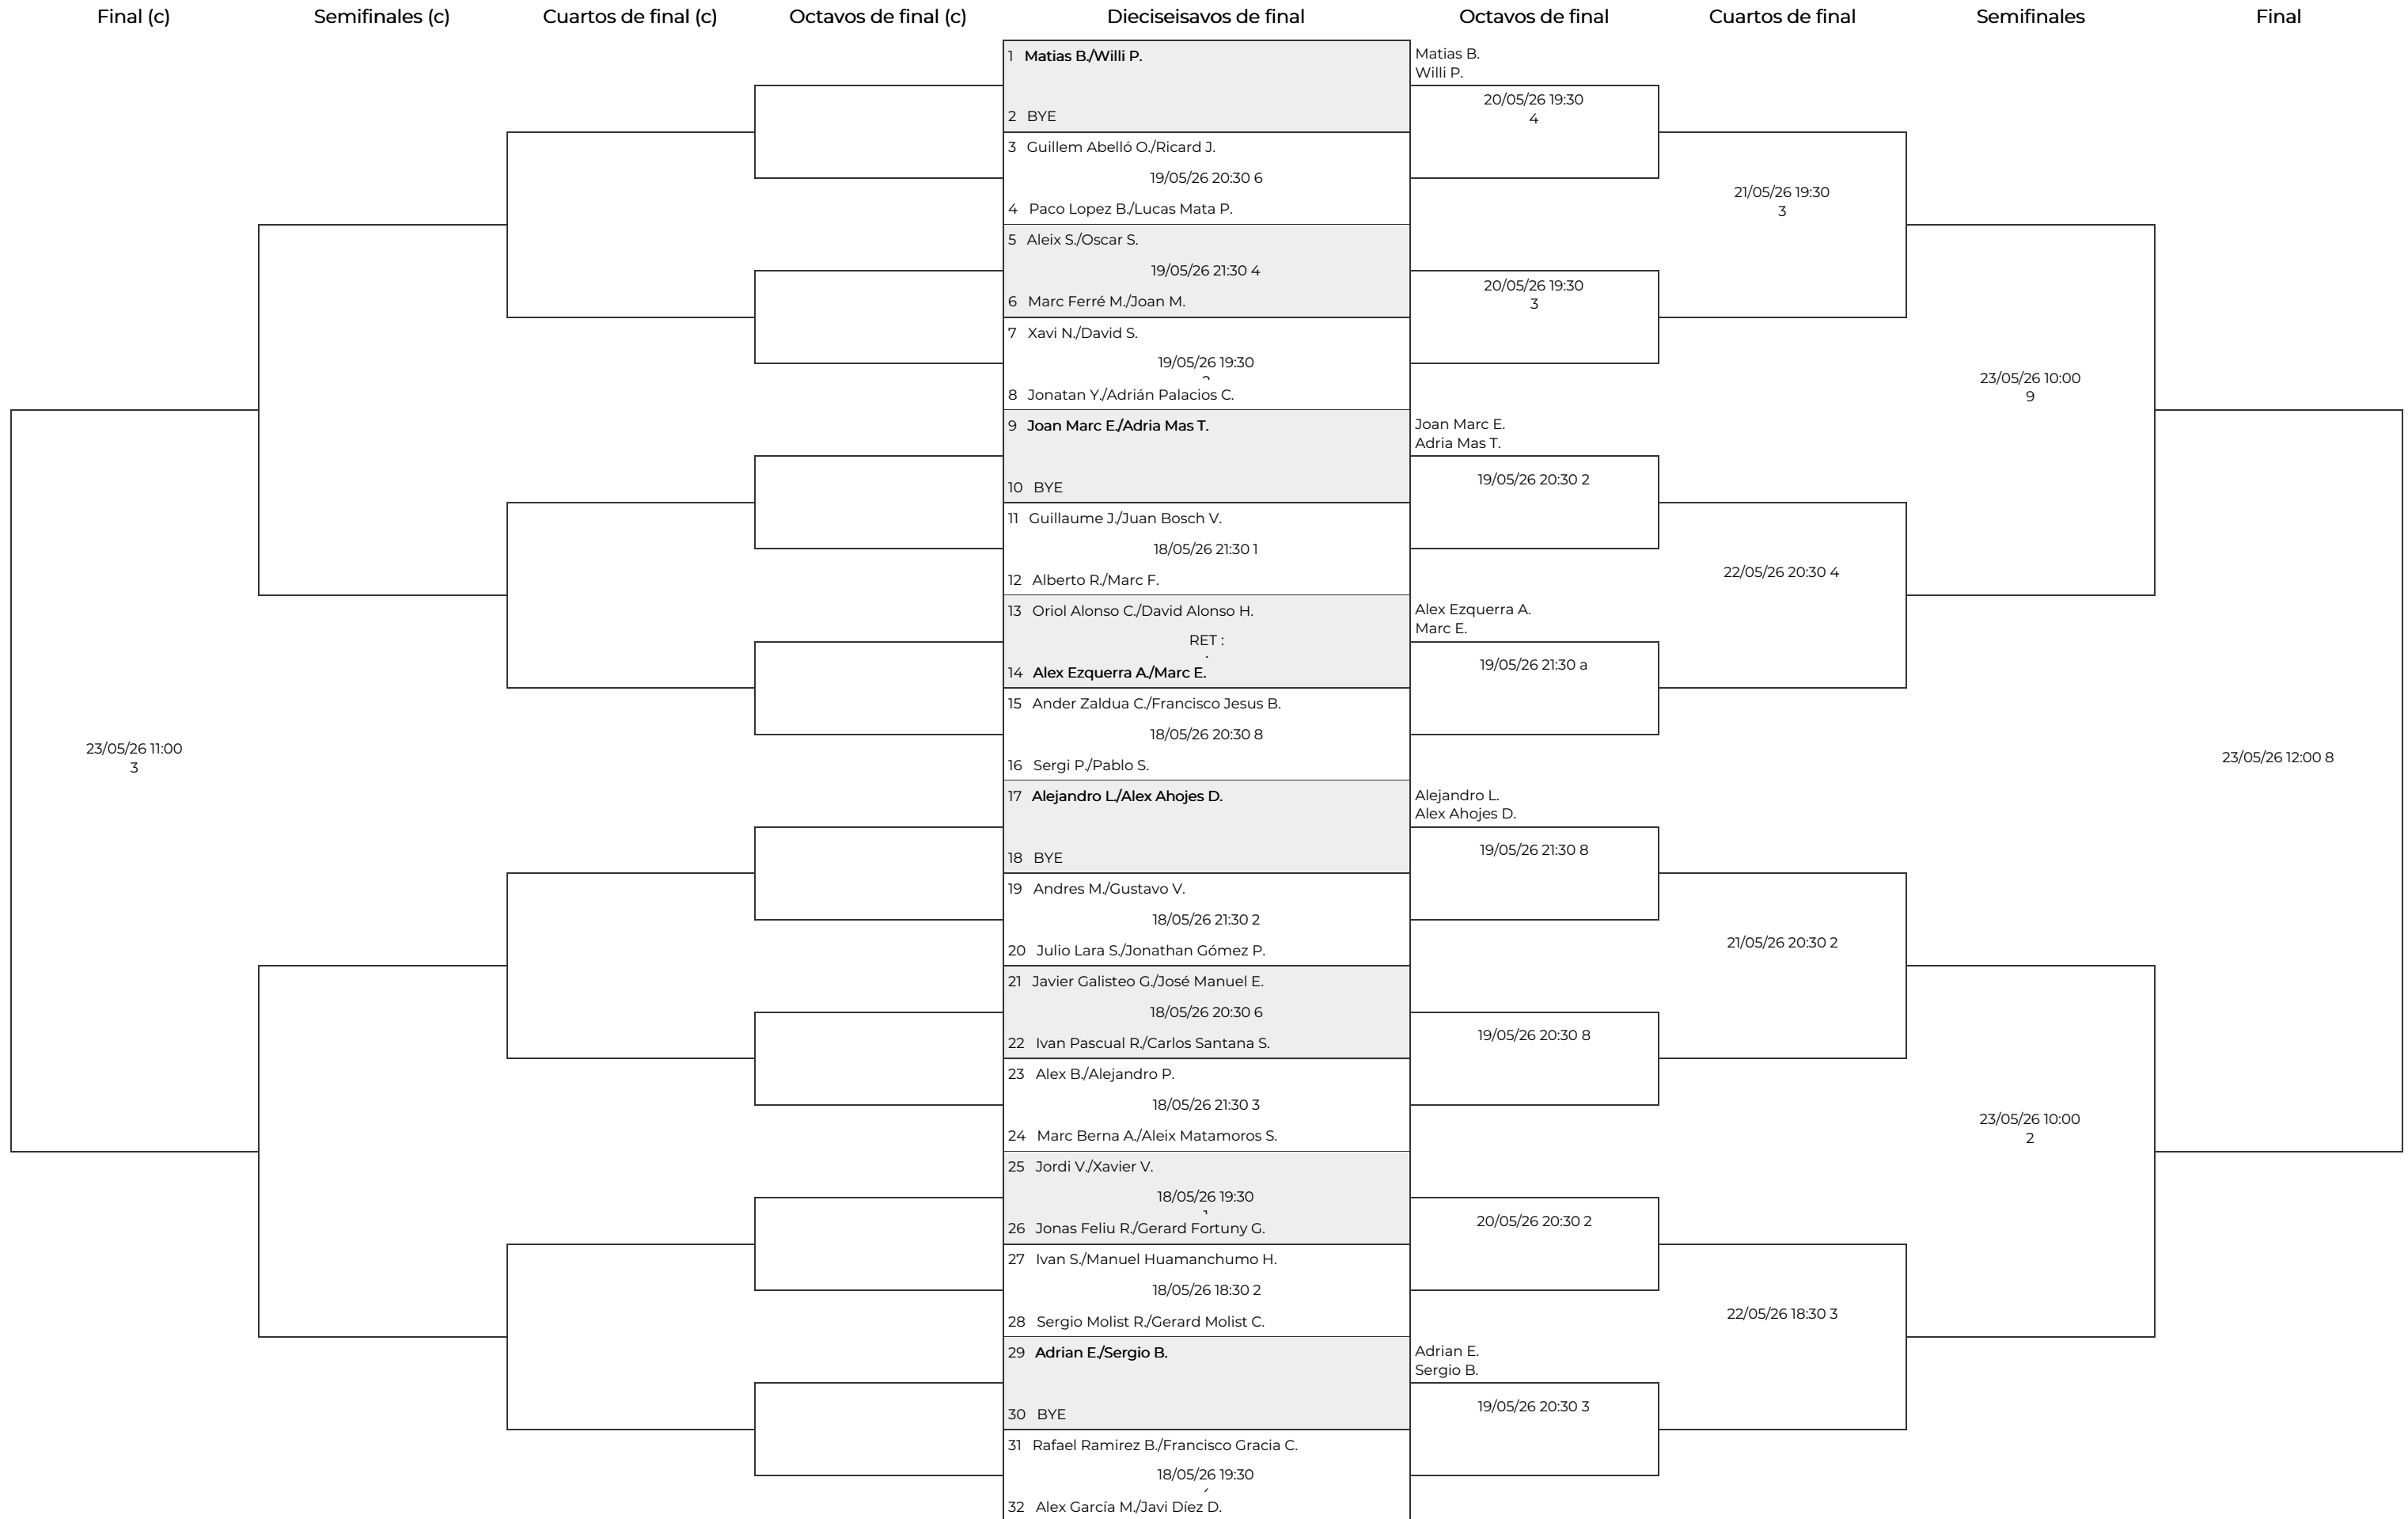 Final (c) Semifinales (c) Cuartos de final (c) Octavos de final (c) Dieciseisavos de final Octavos de final Cuartos de final Semifinales Final
1 Matias B./Willi P.
2 BYE
3 Guillem Abelló O./Ricard J.
19/05/26 20:30 6
4 Paco Lopez B./Lucas Mata P.
5 Aleix S./Oscar S.
19/05/26 21:30 4
6 Marc Ferré M./Joan M.
7 Xavi N./David S.
19/05/26 19:30
8 Jonatan Y./Adrián Palacios C.
9 Joan Marc E./Adria Mas T.
10 BYE
11 Guillaume J./Juan Bosch V.
18/05/26 21:30 1
12 Alberto R./Marc F.
13 Oriol Alonso C./David Alonso H.
RET :
14 Alex Ezquerra A./Marc E.
15 Ander Zaldua C./Francisco Jesus B.
18/05/26 20:30 8
16 Sergi P./Pablo S.
17 Alejandro L./Alex Ahojes D.
18 BYE
19 Andres M./Gustavo V.
18/05/26 21:30 2
20 Julio Lara S./Jonathan Gómez P.
21 Javier Galisteo G./José Manuel E.
18/05/26 20:30 6
22 Ivan Pascual R./Carlos Santana S.
23 Alex B./Alejandro P.
18/05/26 21:30 3
24 Marc Berna A./Aleix Matamoros S.
25 Jordi V./Xavier V.
18/05/26 19:30
26 Jonas Feliu R./Gerard Fortuny G.
27 Ivan S./Manuel Huamanchumo H.
18/05/26 18:30 2
28 Sergio Molist R./Gerard Molist C.
29 Adrian E./Sergio B.
30 BYE
31 Rafael Ramirez B./Francisco Gracia C.
18/05/26 19:30
32 Alex García M./Javi Díez D.
Matias B.
Willi P.
20/05/26 19:30
4
20/05/26 19:30
3
Joan Marc E.
Adria Mas T.
19/05/26 20:30 2
Alex Ezquerra A.
Marc E.
19/05/26 21:30 a
Alejandro L.
Alex Ahojes D.
19/05/26 21:30 8
19/05/26 20:30 8
20/05/26 20:30 2
Adrian E.
Sergio B.
19/05/26 20:30 3
21/05/26 19:30
3
22/05/26 20:30 4
21/05/26 20:30 2
22/05/26 18:30 3
23/05/26 10:00
9
23/05/26 10:00
2
23/05/26 12:00 8
23/05/26 11:00
3